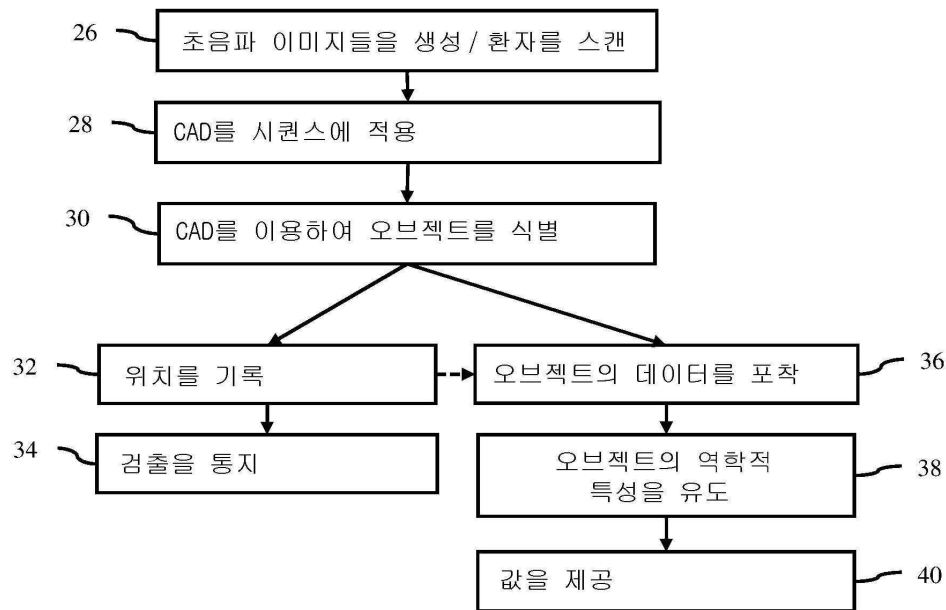 26
초음파 이미지들을 생성 / 환자를 스캔
28
CAD를 시퀀스에 적용
30
CAD를 이용하여 오브젝트를 식별
32
위치를 기록
오브젝트의 데이터를 포착
36
34
검출을 통지
오브젝트의 역학적
특성을 유도
38
값을 제공
40